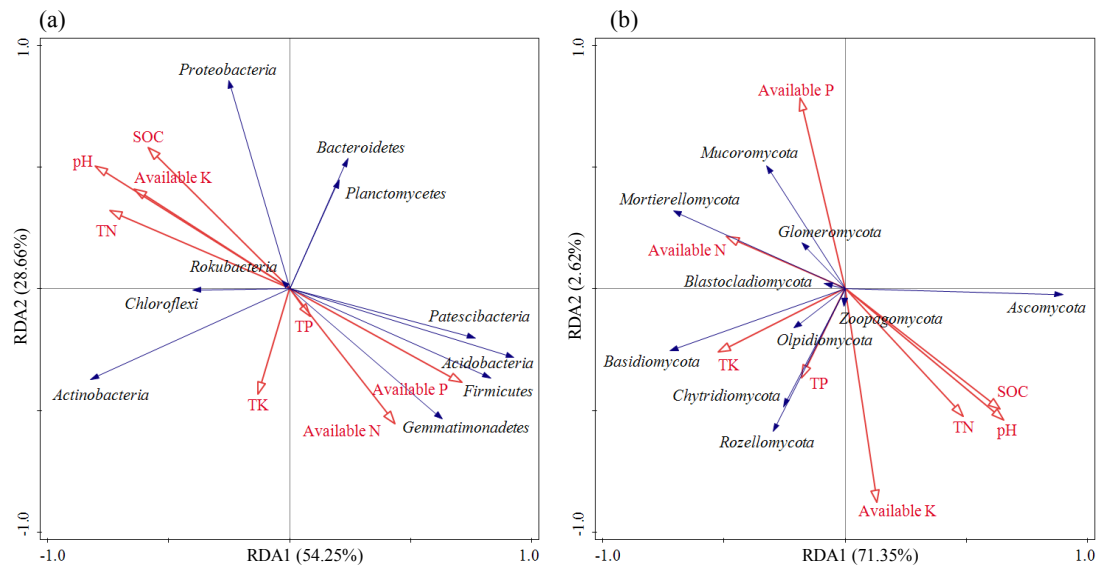 (a)
1.0
Proteobacteria
SOC
Bacteroidetes
pH
Available K
Planctomycetes
TN
Rokubacteria
Chloroflexi
Patescibacteria
TP
Acidobacteria
Available P
Firmicutes
Actinobacteria
TK
Available N
Gemmatimonadetes
RDA2 (28.66%)
-1.0
RDA1 (54.25%)
1.0
(b)
1.0
Available P
Mucoromycota
Mortierellomycota
Glomeromycota
Available N
Blastocladiomycota
Ascomycota
Zoopagomycota
Olpidiomycota
Basidiomycota
TK
TP
SOC
Chytridiomycota
TN
pH
Rozellomycota
Available K
RDA2 (2.62%)
-1.0
-1.0
RDA1 (71.35%)
1.0